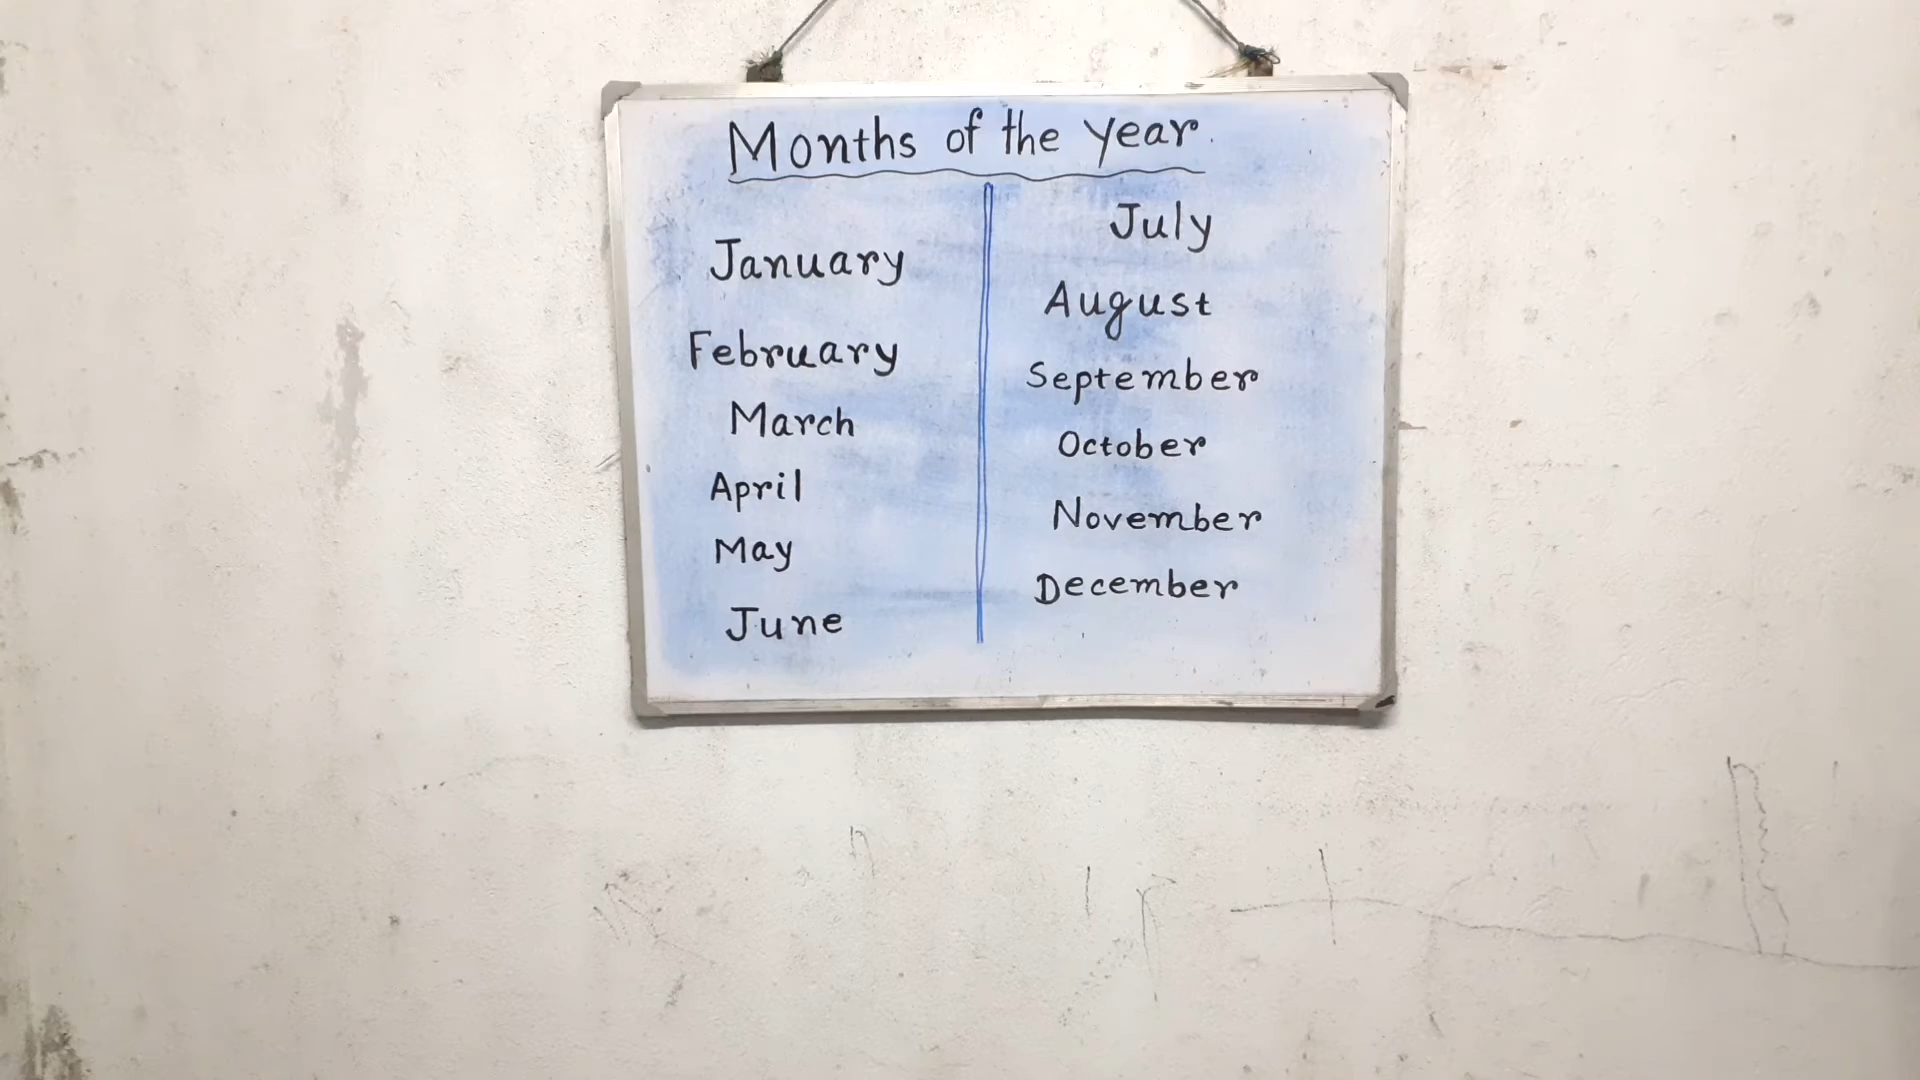 Months of the year.
January
February
March
April
May
June
July
August
September
October
November
December